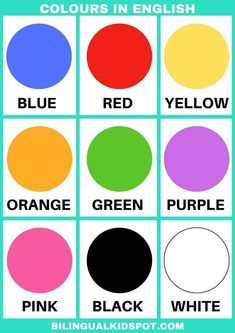 COLOURS IN ENGLISH
BLUE RED YELLOW
ORANGE GREEN PURPLE
PINK BLACK WHITE
BILINGUALKIDSPOT.COM